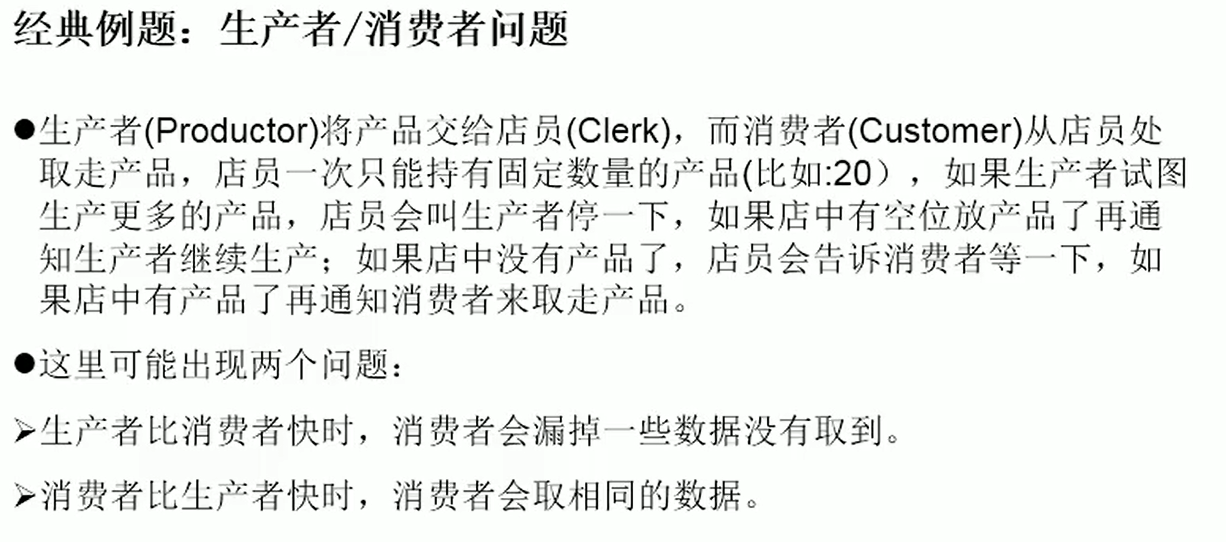 经典例题：生产者/消费者问题
●生产者(Productor)将产品交给店员(Clerk)，而消费者(Customer)从店员处
取走产品，店员一次只能持有固定数量的产品(比如:20），如果生产者试图
生产更多的产品，店员会叫生产者停一下，如果店中有空位放产品了再通
知生产者继续生产；如果店中没有产品了，店员会告诉消费者等一下，如
果店中有产品了再通知消费者来取走产品。
●这里可能出现两个问题：
➢生产者比消费者快时，消费者会漏掉一些数据没有取到。
➢消费者比生产者快时，消费者会取相同的数据。